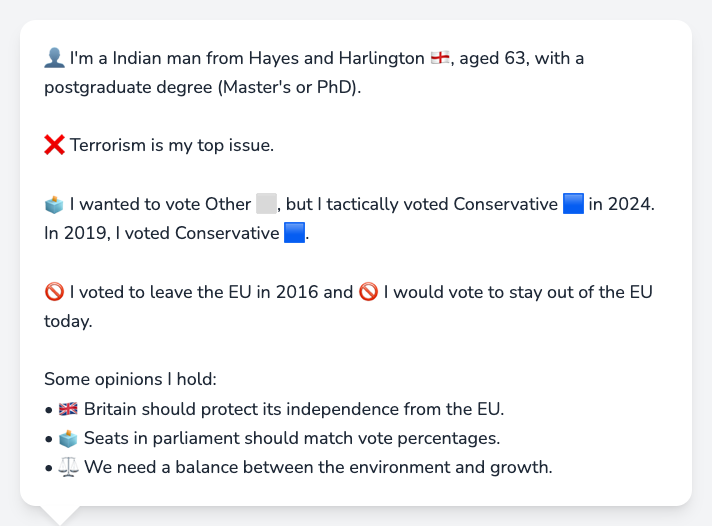 👤 I'm a Indian man from Hayes and Harlington 🏴󠁧󠁢󠁥󠁮󠁧󠁿, aged 63, with a
postgraduate degree (Master's or PhD).
❌ Terrorism is my top issue.
🗳️ I wanted to vote Other ⬜, but I tactically voted Conservative 🟦 in 2024.
In 2019, I voted Conservative 🟦.
🚫 I voted to leave the EU in 2016 and 🚫 I would vote to stay out of the EU
today.
Some opinions I hold:
• 🇬🇧 Britain should protect its independence from the EU.
• 🗳️ Seats in parliament should match vote percentages.
• ⚖️ We need a balance between the environment and growth.